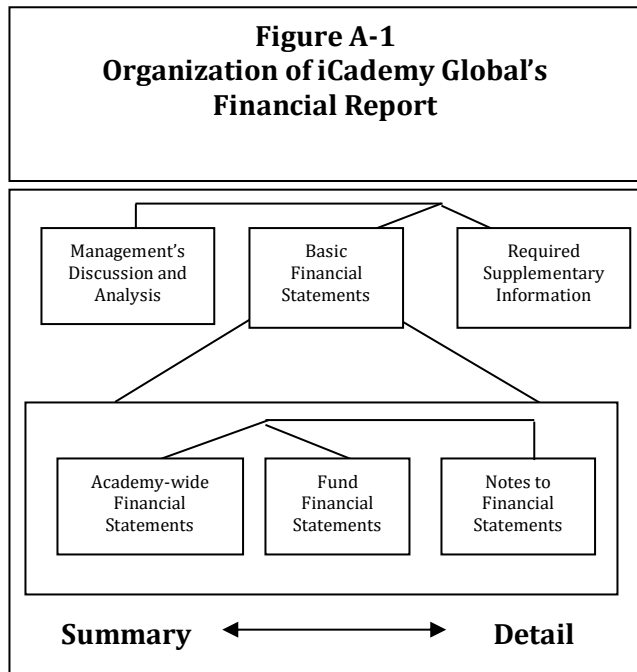 Figure A-1
Organization of iCademy Global’s
Financial Report
Management’s
Discussion and
Analysis
Basic
Financial
Statements
Required
Supplementary
Information
Academy-wide
Financial
Statements
Fund
Financial
Statements
Notes to
Financial
Statements
Summary
Detail